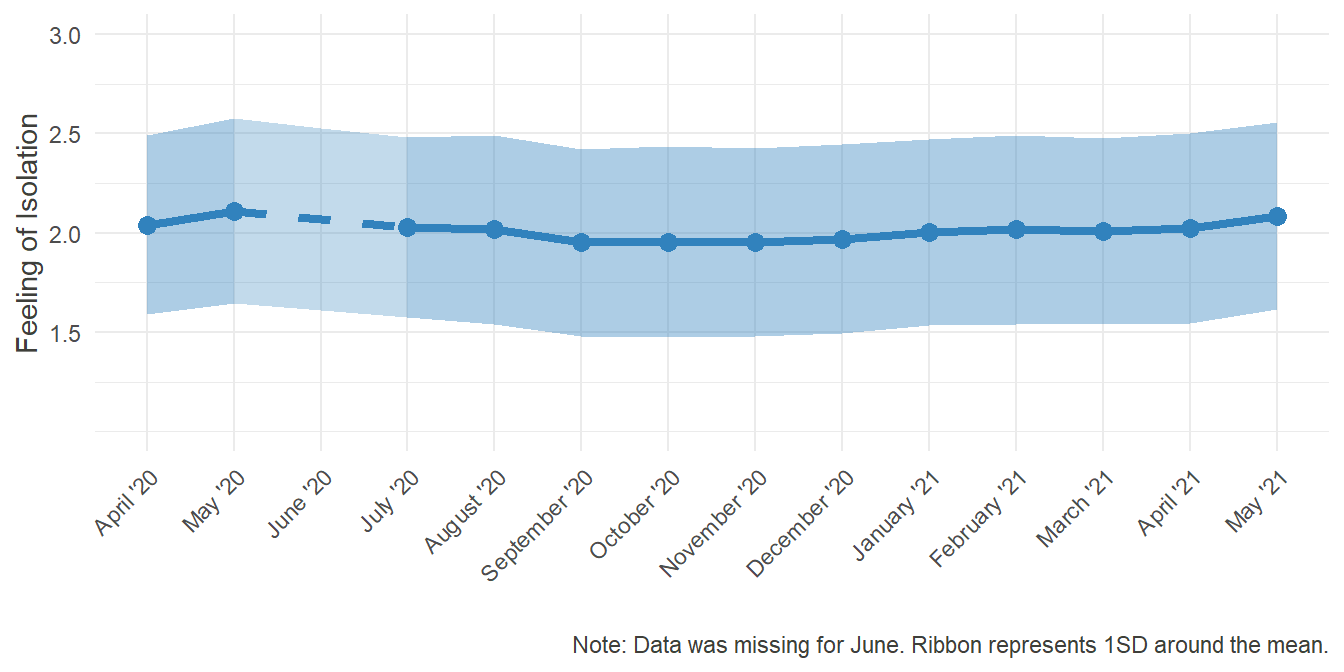 Feeling of Isolation
3.0
2.5
2.0
1.5
April '20
May '20
June '20
July '20
August '20
September '20
October '20
November '20
December '20
January '21
February '21
March '21
April '21
May '21
Note: Data was missing for June. Ribbon represents 1SD around the mean.